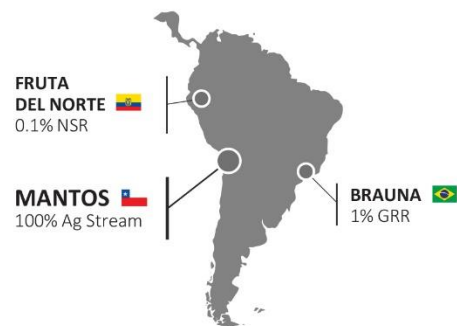 FRUTA
DEL NORTE
0.1% NSR
MANTOS
100% Ag Stream
BRAUNA
1% GRR